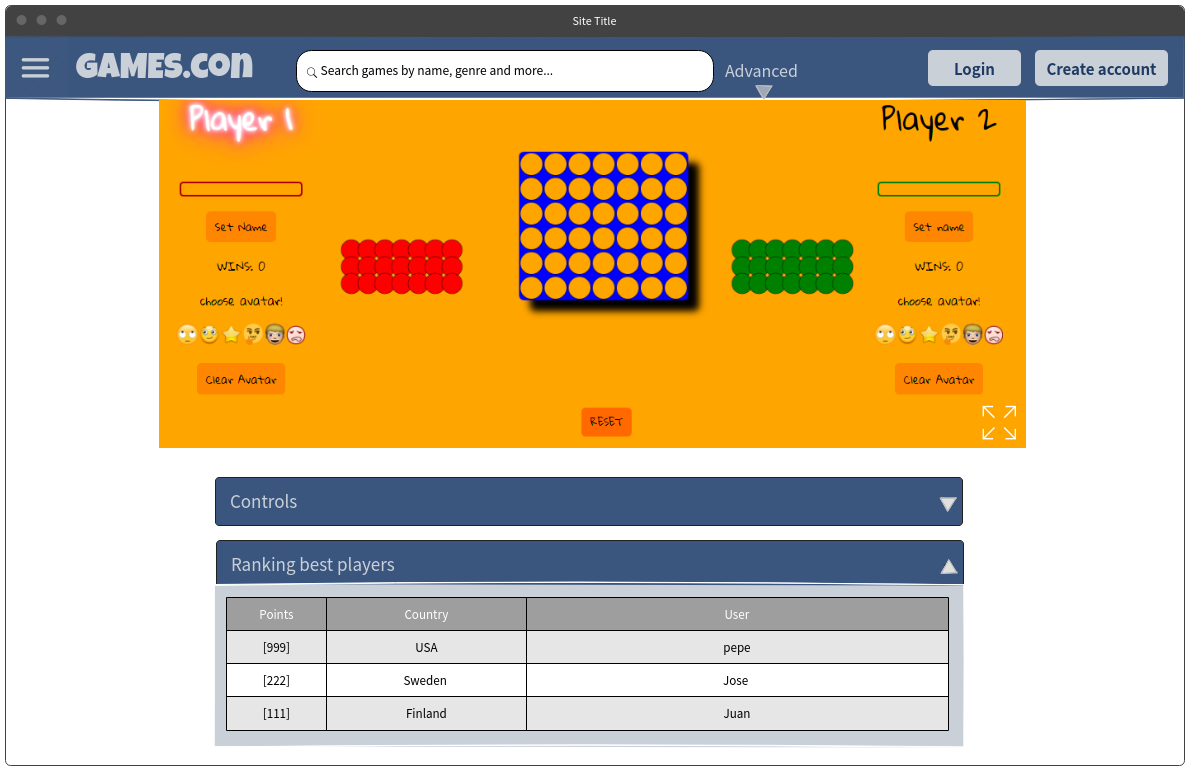 Site Title
GAMES.COn
Search games by name, genre and more...
Advanced
Login
Create account
Player 1
Player 2
Set Name
Set name
WINS: 0
WINS: 0
choose avatar!
choose avatar!
Clear Avatar
Clear Avatar
RESET
Controls
Ranking best players
Points Country User
[999] USA pepe
[222] Sweden Jose
[111] Finland Juan